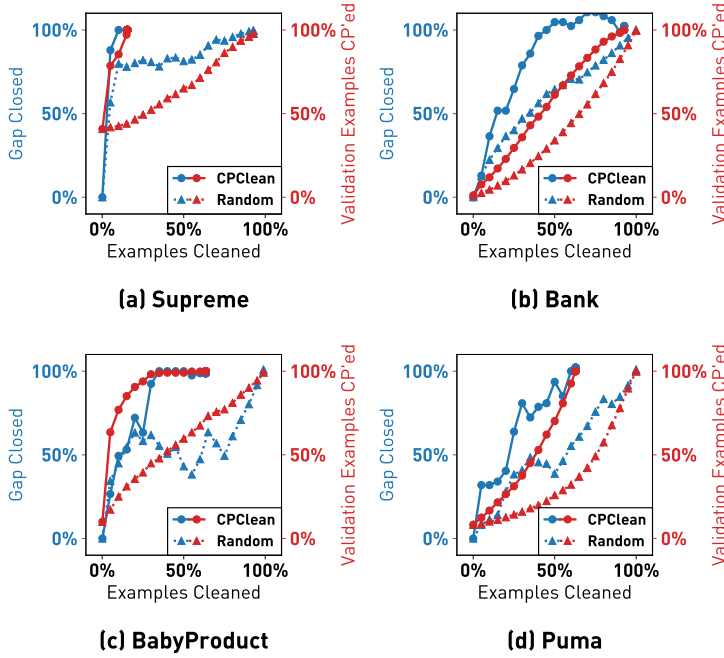 100%
50%
0%
Gap Closed
100%
50%
0%
Validation Examples CP'ed
CPClean
Random
0%
50%
100%
Examples Cleaned
(a) Supreme
100%
50%
0%
Gap Closed
100%
50%
0%
Validation Examples CP'ed
CPClean
Random
0%
50%
100%
Examples Cleaned
(b) Bank
100%
50%
0%
Gap Closed
100%
50%
0%
Validation Examples CP'ed
CPClean
Random
0%
50%
100%
Examples Cleaned
(c) BabyProduct
100%
50%
0%
Gap Closed
100%
50%
0%
Validation Examples CP'ed
CPClean
Random
0%
50%
100%
Examples Cleaned
(d) Puma